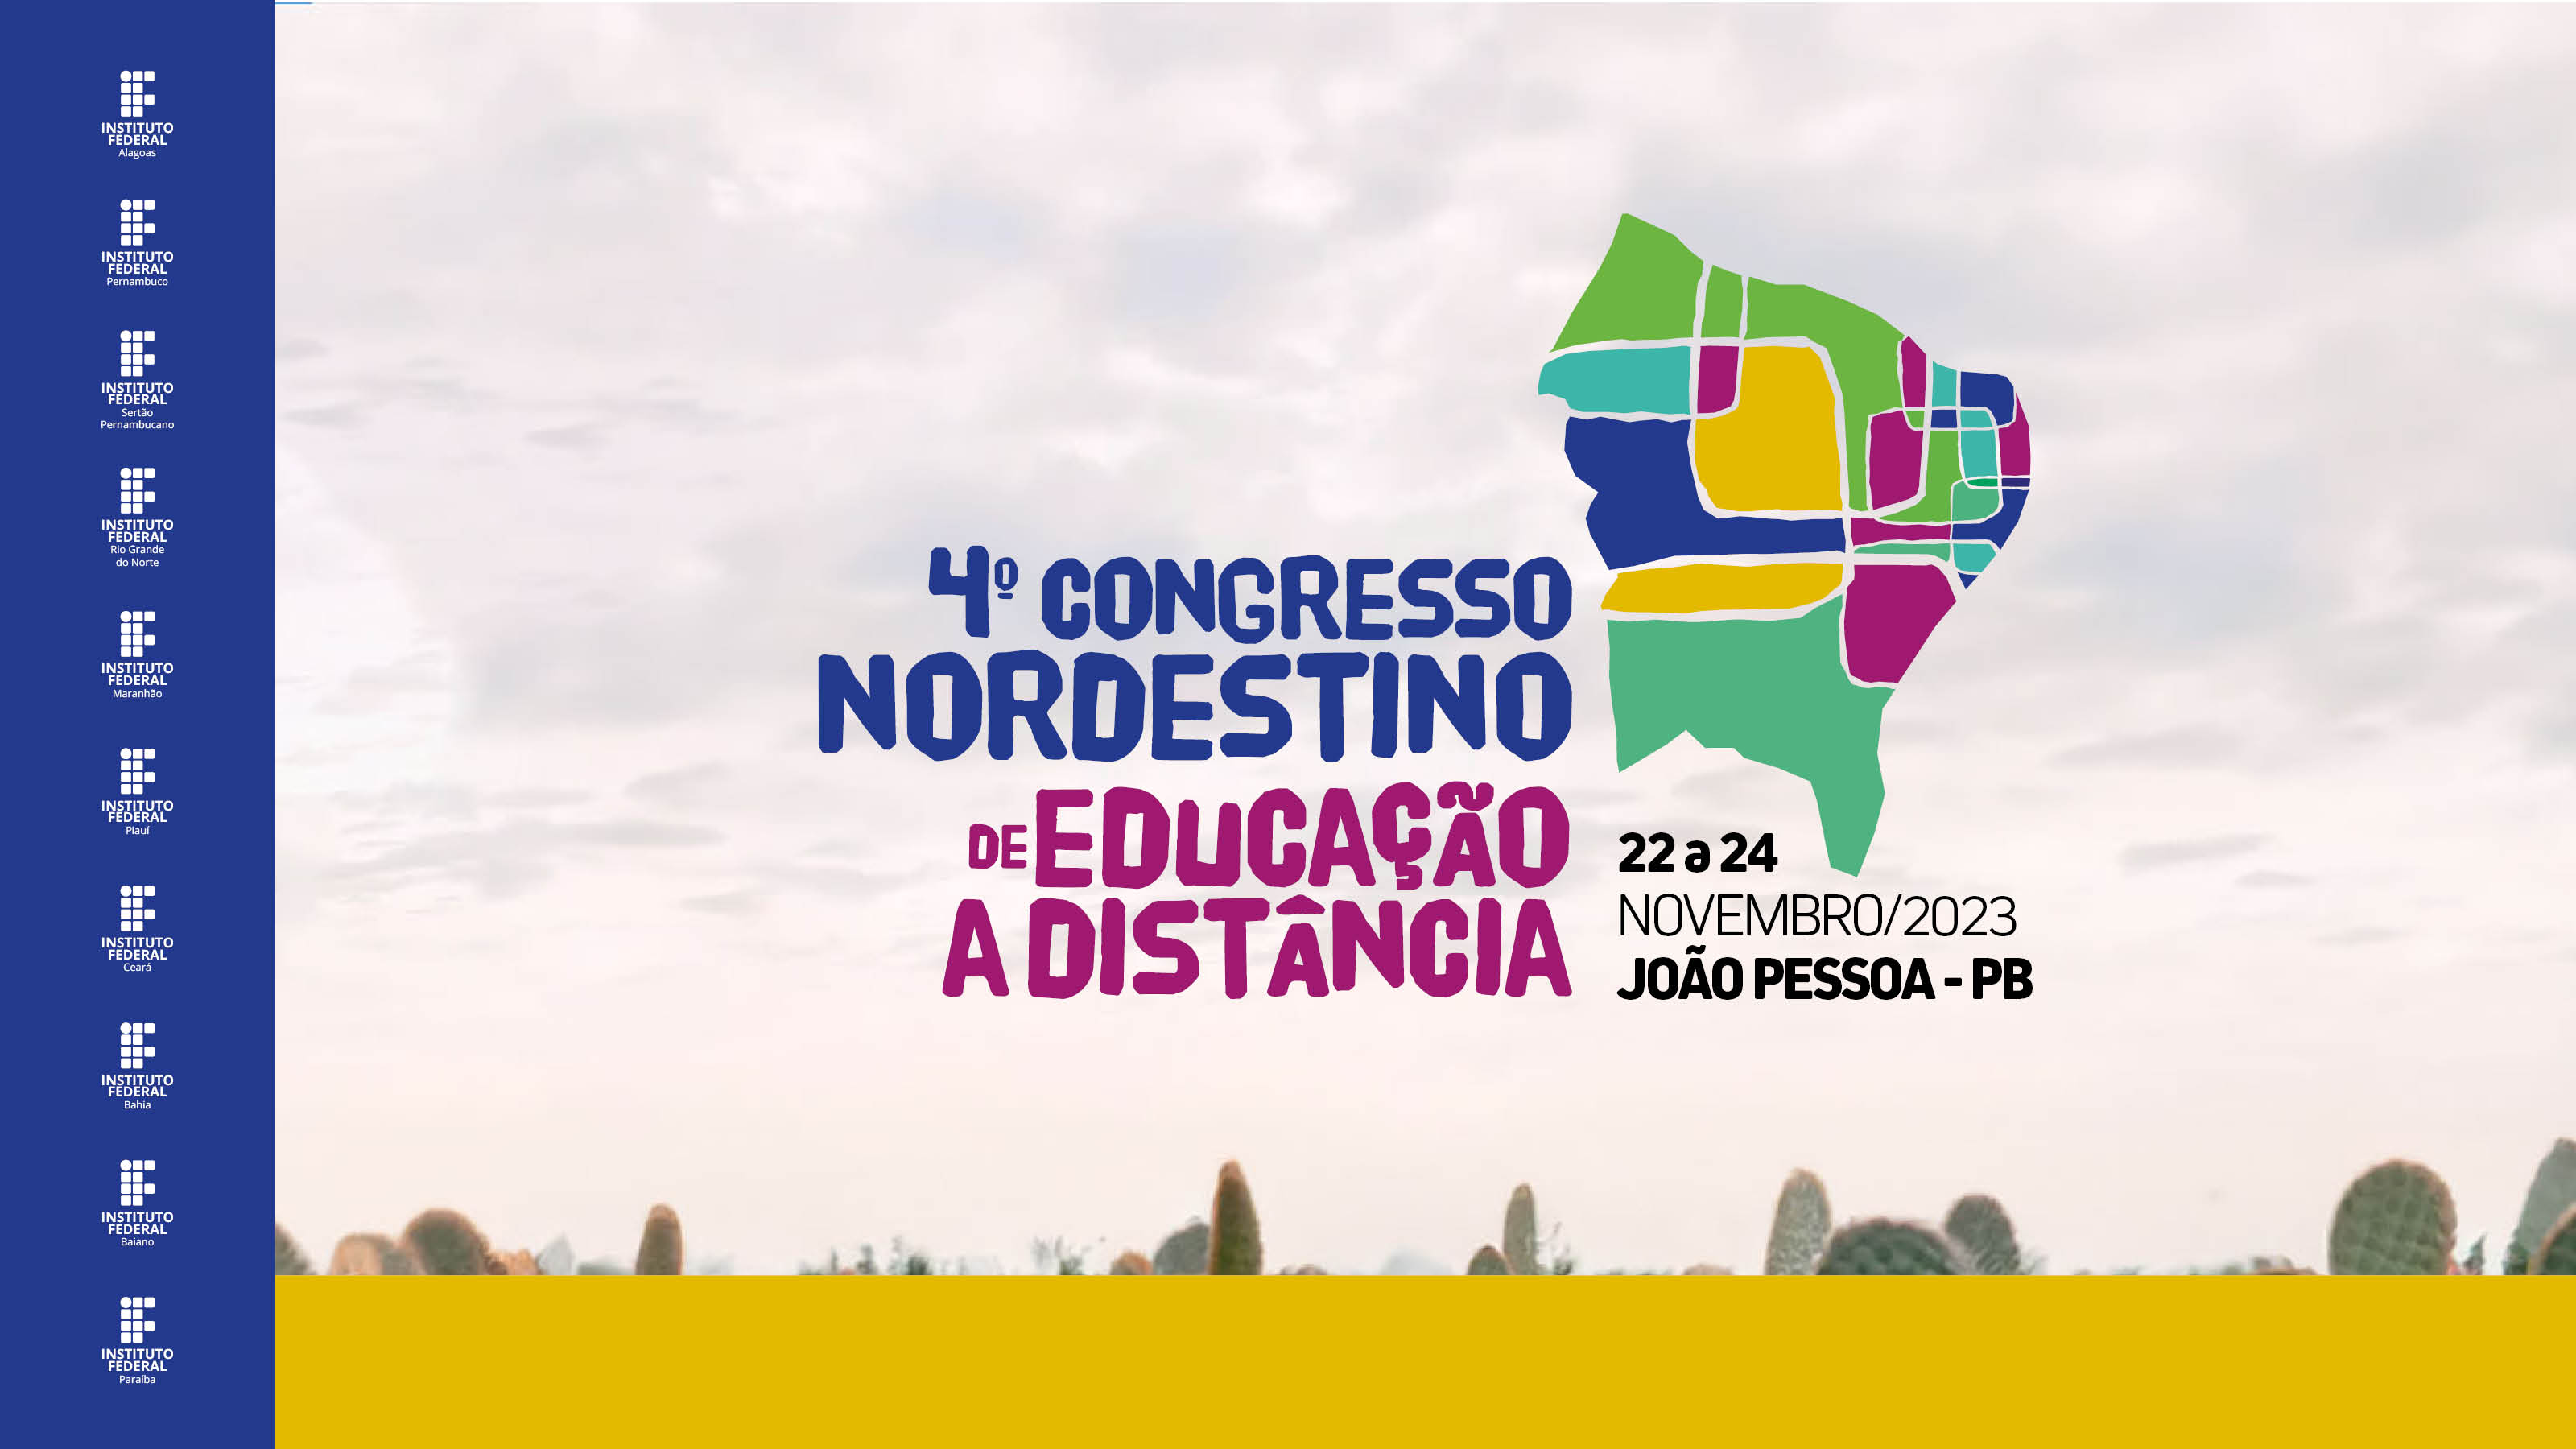 INSTITUTO
FEDERAL
Alagoas
INSTITUTO
FEDERAL
Pernambuco
INSTITUTO
FEDERAL
Sertão
Pernambucano
INSTITUTO
FEDERAL
Rio Grande
do Norte
INSTITUTO
FEDERAL
Maranhão
INSTITUTO
FEDERAL
Piauí
INSTITUTO
FEDERAL
Ceará
INSTITUTO
FEDERAL
Bahia
INSTITUTO
FEDERAL
Baiano
INSTITUTO
FEDERAL
Paraíba
4º CONGRESSO
NORDESTINO
DE EDUCAÇÃO
A DISTÂNCIA
22 a 24
NOVEMBRO/2023
JOÃO PESSOA - PB